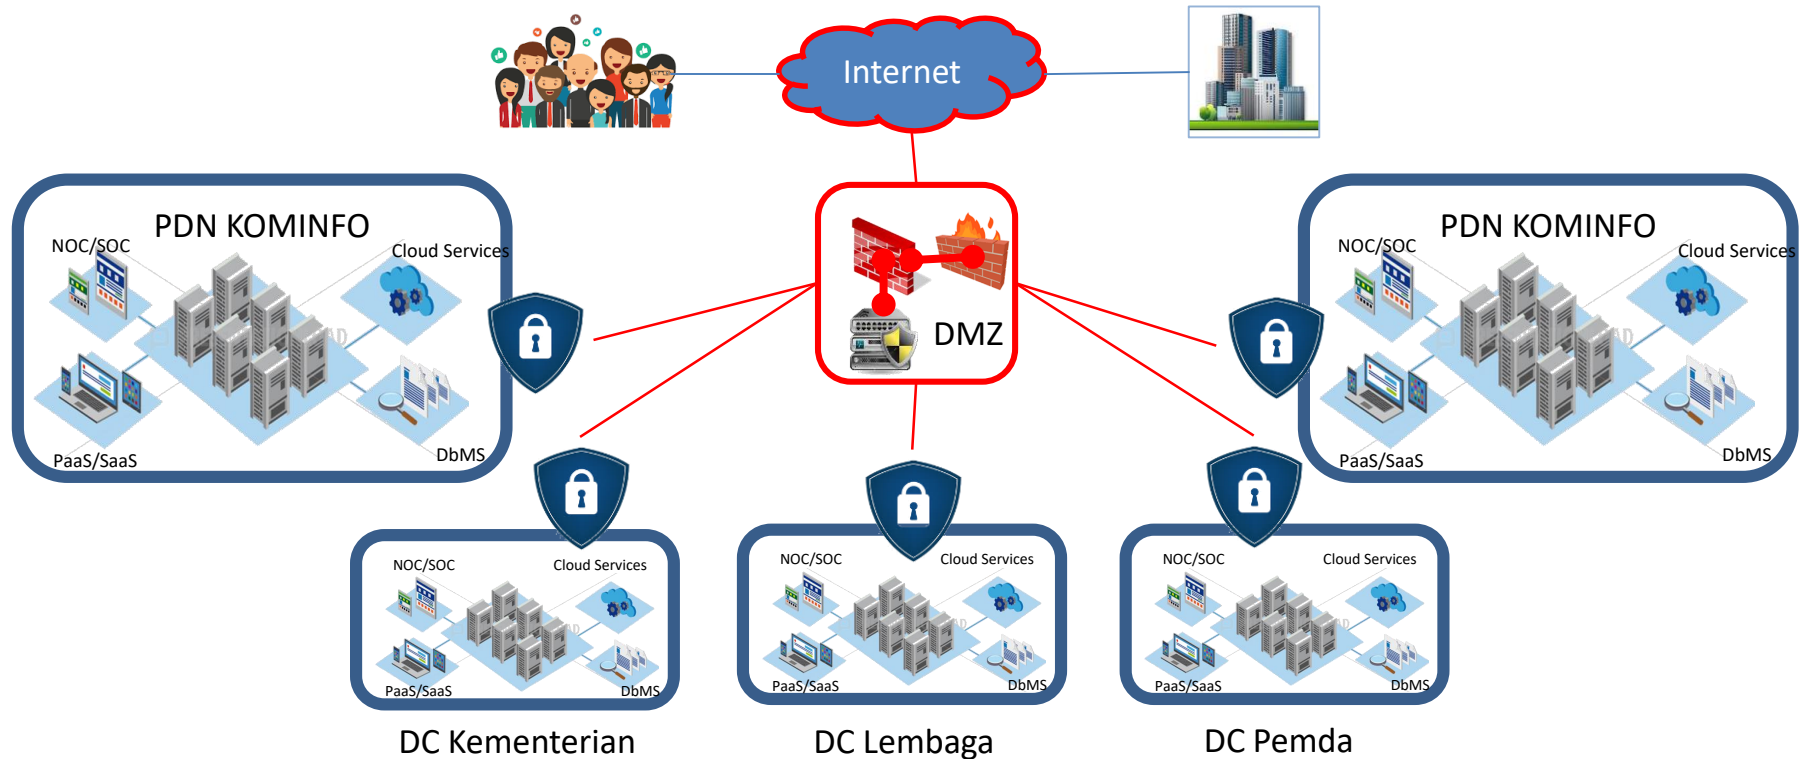 Internet
PDN KOMINFO
NOC/SOC
Cloud Services
PaaS/SaaS
DbMS
DMZ
PDN KOMINFO
NOC/SOC
Cloud Services
PaaS/SaaS
DbMS
NOC/SOC
Cloud Services
PaaS/SaaS
DbMS
DC Kementerian
NOC/SOC
Cloud Services
PaaS/SaaS
DbMS
DC Lembaga
NOC/SOC
Cloud Services
PaaS/SaaS
DbMS
DC Pemda